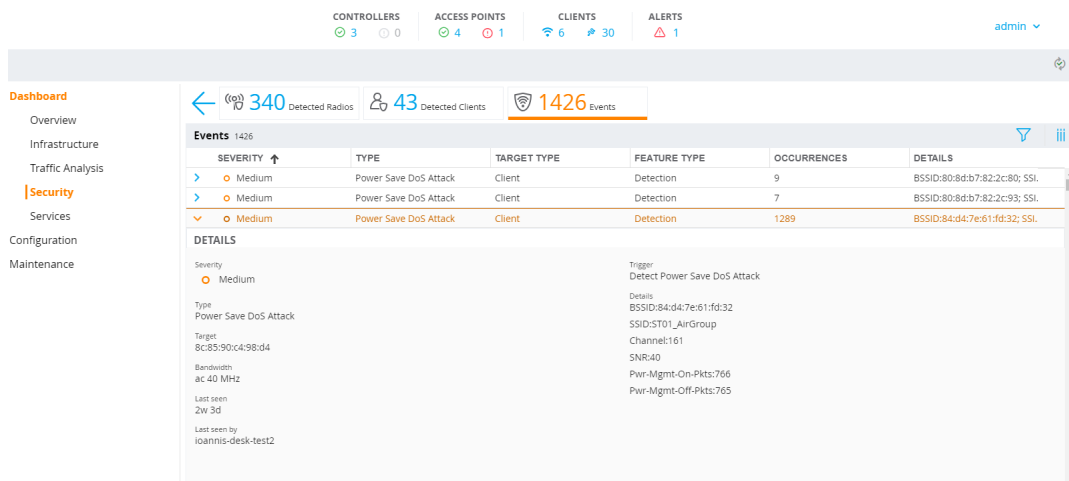 CONTROLLERS ACCESS POINTS CLIENTS ALERTS
3 0 4 1 6 30 1
admin
Dashboard
Overview
Infrastructure
Traffic Analysis
Security
Services
Configuration
Maintenance
340 Detected Radios 43 Detected Clients 1426 Events
Events 1426
SEVERITY TYPE TARGET TYPE FEATURE TYPE OCCURRENCES DETAILS
Medium Power Save DoS Attack Client Detection 9 BSSID:80:8d:b7:82:2c:80; SSI.
Medium Power Save DoS Attack Client Detection 7 BSSID:80:8d:b7:82:2c:93; SSI.
Medium Power Save DoS Attack Client Detection 1289 BSSID:84:d4:7e:61:fd:32; SSI.
DETAILS
Severity
Medium
Type
Power Save DoS Attack
Target
8c:85:90:c4:98:d4
Bandwidth
ac 40 MHz
Last seen
2w 3d
Last seen by
ioannis-desk-test2
Trigger
Detect Power Save DoS Attack
Details
BSSID:84:d4:7e:61:fd:32
SSID:ST01_AirGroup
Channel:161
SNR:40
Pwr-Mgmt-On-Pkts:766
Pwr-Mgmt-Off-Pkts:765